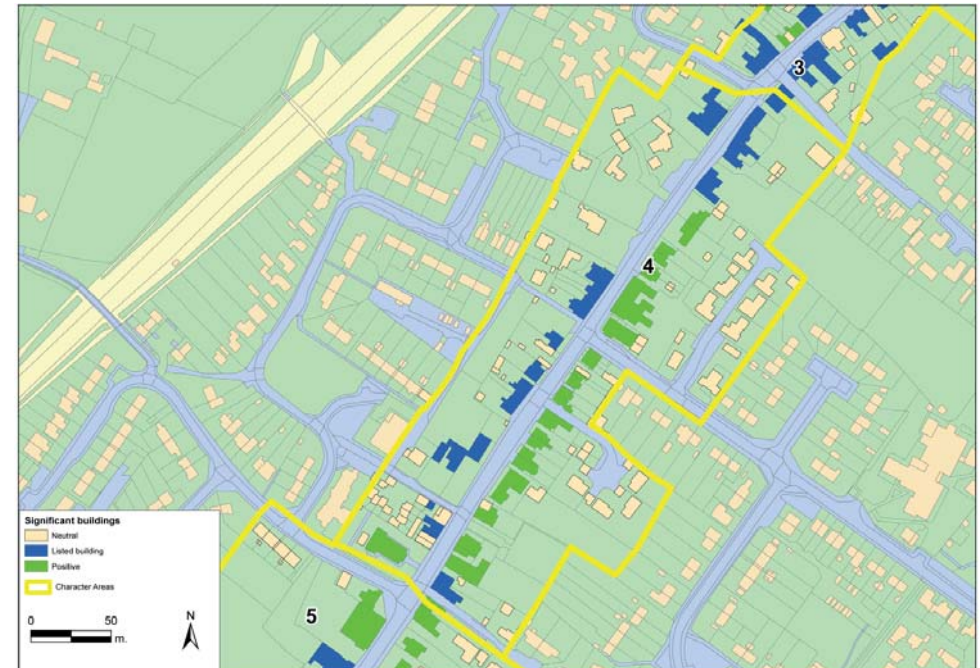 3
4
5
Significant buildings
Neutral
Listed building
Positive
Character Areas
0 50
m.
N